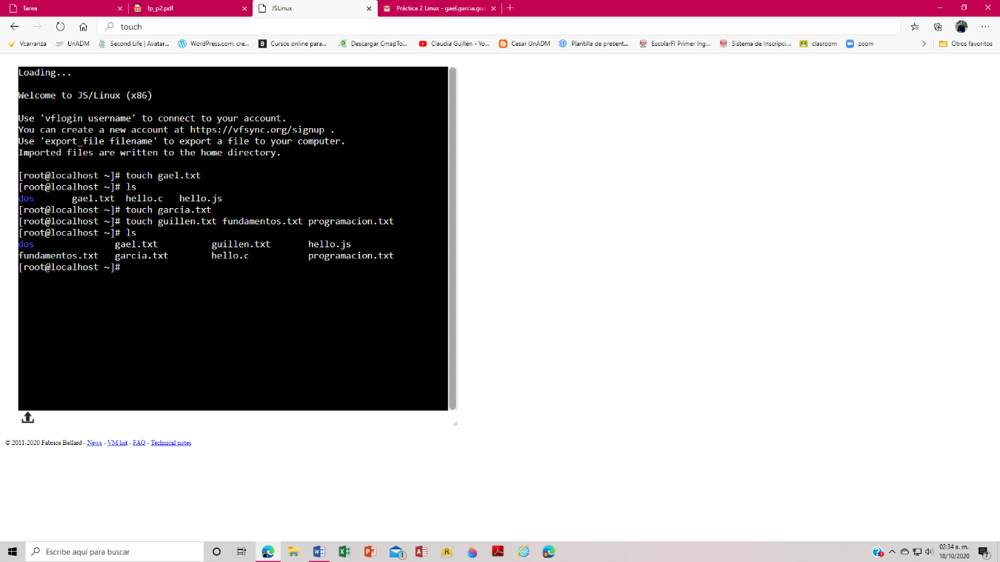 Tarea
fp_p2.pdf
JSLinux
Práctica 2 Linux - gael.garcia.gui
touch
Vcarranza
UnADM
Second Life | Avatar...
WordPress.com: cre...
Cursos online para...
Descargar CmapTo...
Claudia Guillén - Yo...
Cesar UnADM
Plantilla de present...
EscolarFI Primer Ing...
Sistema de Inscripci...
clasroom
zoom
Otros favoritos
Loading...
Welcome to JS/Linux (x86)
Use 'vflogin username' to connect to your account.
You can create a new account at https://vfsync.org/signup .
Use 'export_file filename' to export a file to your computer.
Imported files are written to the home directory.
[root@localhost ~]# touch gael.txt
[root@localhost ~]# ls
dos gael.txt hello.c hello.js
[root@localhost ~]# touch garcia.txt
[root@localhost ~]# touch guillen.txt fundamentos.txt programacion.txt
[root@localhost ~]# ls
dos gael.txt guillen.txt hello.js
fundamentos.txt garcia.txt hello.c programacion.txt
[root@localhost ~]#
© 2011-2020 Fabrice Bellard - News - VM list - FAQ - Technical notes
Escribe aquí para buscar
02:34 a. m.
18/10/2020